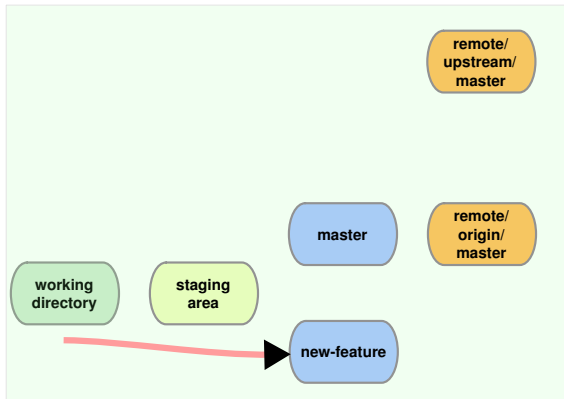 remote/
upstream/
master
master
remote/
origin/
master
working
directory
staging
area
new-feature